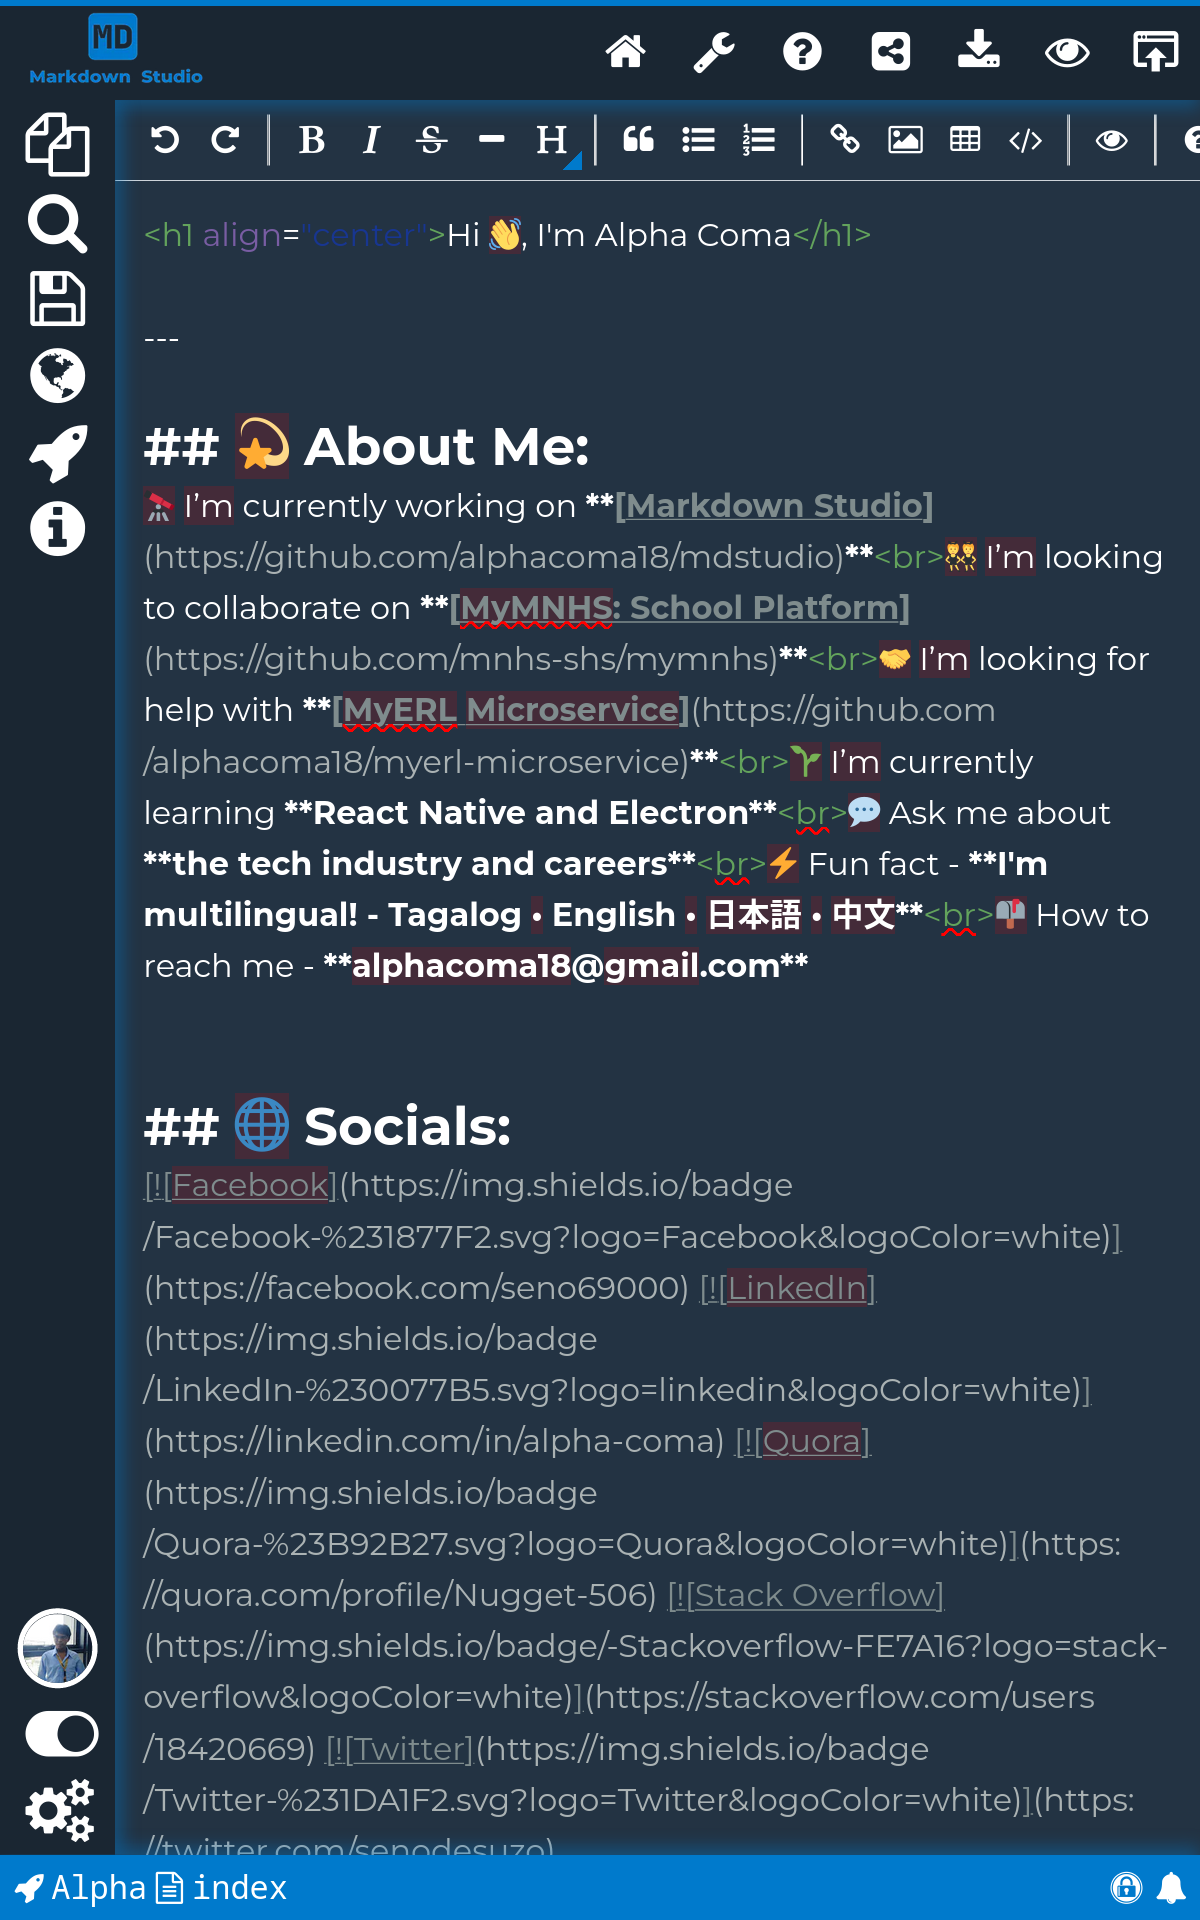 MD
Markdown Studio
B I S H
<h1 align="center">Hi 👋, I'm Alpha Coma</h1>
---
## 💫 About Me:
🔭 I’m currently working on **[Markdown Studio]
(https://github.com/alphacoma18/mdstudio)**<br>👯 I’m looking
to collaborate on **[MyMNHS: School Platform]
(https://github.com/mnhs-shs/mymnhs)**<br>🤝 I’m looking for
help with **[MyERL Microservice](https://github.com
/alphacoma18/myerl-microservice)**<br>🌱 I’m currently
learning **React Native and Electron**<br>💬 Ask me about
**the tech industry and careers**<br>⚡ Fun fact - **I'm
multilingual! - Tagalog • English • 日本語 • 中文**<br>📫 How to
reach me - **alphacoma18@gmail.com**
## 🌐 Socials:
[![Facebook](https://img.shields.io/badge
/Facebook-%231877F2.svg?logo=Facebook&logoColor=white)]
(https://facebook.com/seno69000) [![LinkedIn]
(https://img.shields.io/badge
/LinkedIn-%230077B5.svg?logo=linkedin&logoColor=white)]
(https://linkedin.com/in/alpha-coma) [![Quora]
(https://img.shields.io/badge
/Quora-%23B92B27.svg?logo=Quora&logoColor=white)](https:
//quora.com/profile/Nugget-506) [![Stack Overflow]
(https://img.shields.io/badge/-Stackoverflow-FE7A16?logo=stack-
overflow&logoColor=white)](https://stackoverflow.com/users
/18420669) [![Twitter](https://img.shields.io/badge
/Twitter-%231DA1F2.svg?logo=Twitter&logoColor=white)](https:
//twitter.com/senodesuzo)
Alpha index